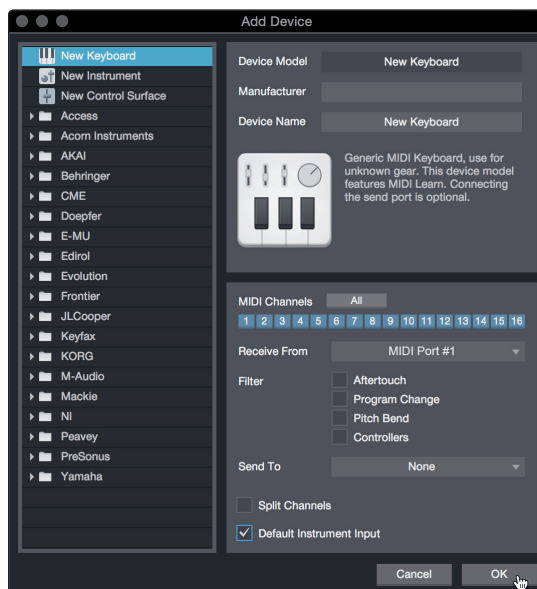 Add Device
New Keyboard
New Instrument
New Control Surface
Access
Acorn Instruments
AKAI
Behringer
CME
Doepfer
E-MU
Edirol
Evolution
Frontier
JLCooper
Keyfax
KORG
M-Audio
Mackie
NI
Peavey
PreSonus
Yamaha
Device Model New Keyboard
Manufacturer
Device Name New Keyboard
Generic MIDI Keyboard, use for
unknown gear. This device model
features MIDI Learn. Connecting
the send port is optional.
MIDI Channels All
1 2 3 4 5 6 7 8 9 10 11 12 13 14 15 16
Receive From MIDI Port #1
Filter Aftertouch
Program Change
Pitch Bend
Controllers
Send To None
Split Channels
Default Instrument Input
Cancel OK